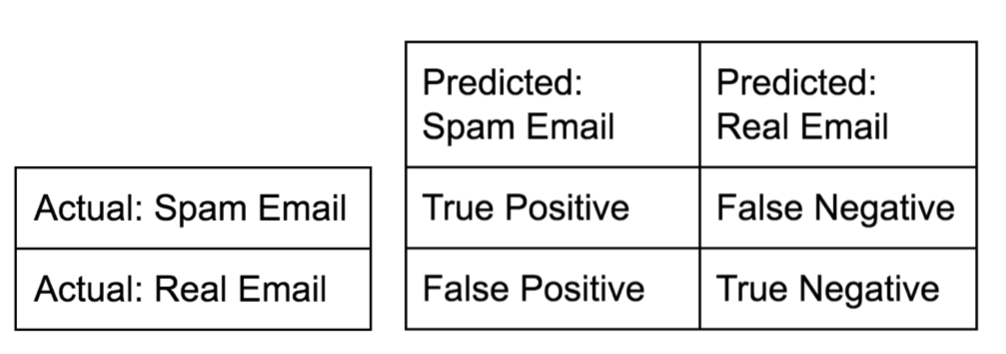 Predicted:
Spam Email
Predicted:
Real Email
Actual: Spam Email
True Positive
False Negative
Actual: Real Email
False Positive
True Negative